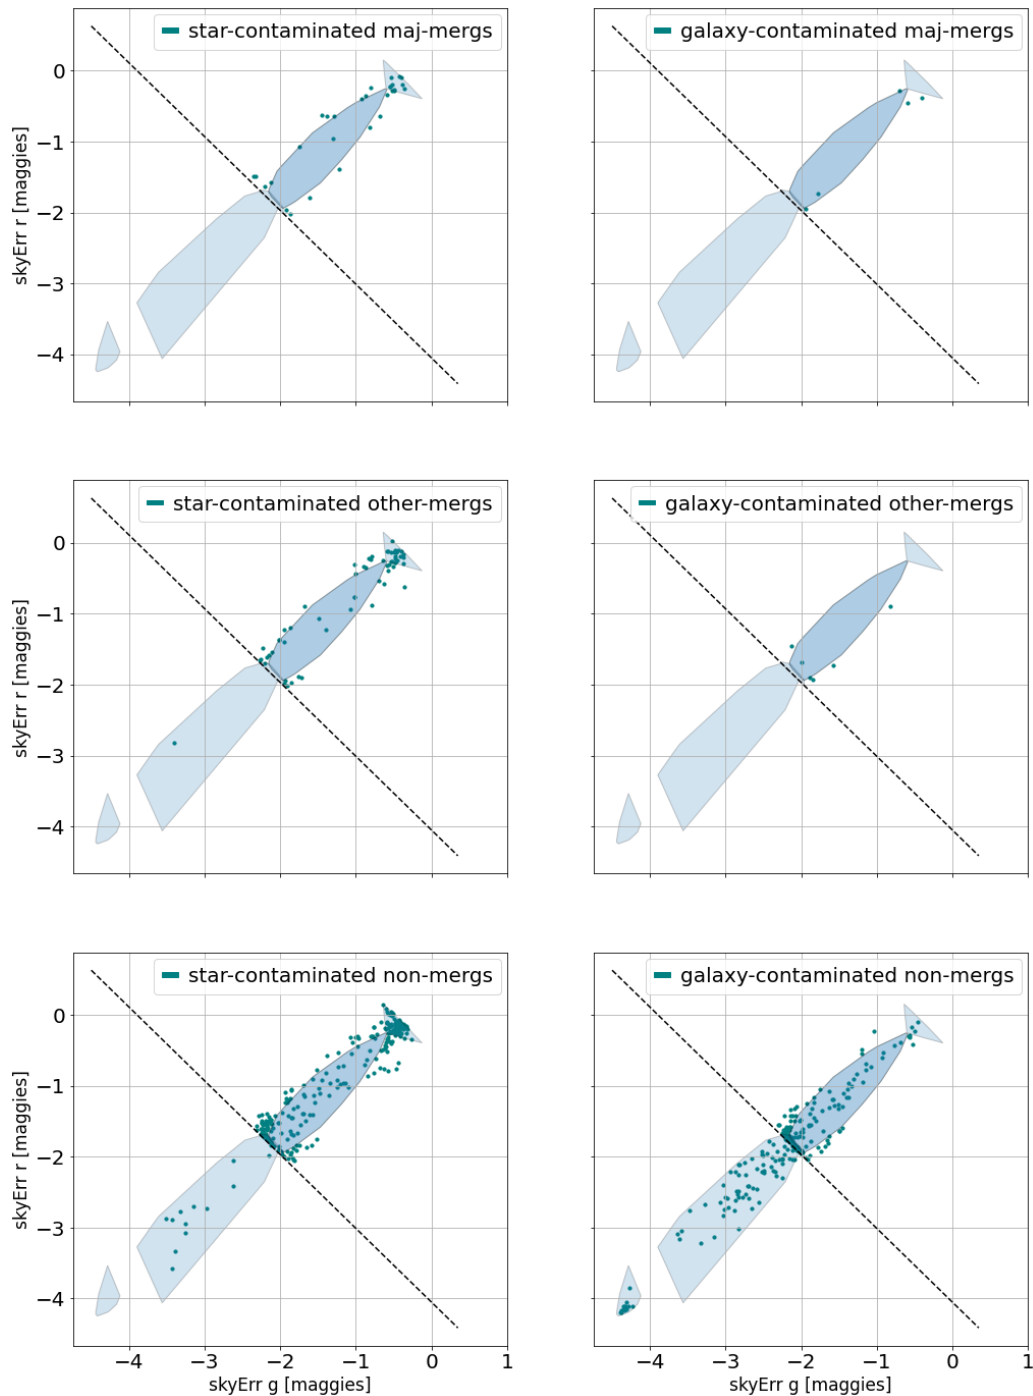 star-contaminated maj-mergs
galaxy-contaminated maj-mergs
0
−1
−2
−3
−4
skyErr r [maggies]
star-contaminated other-mergs
galaxy-contaminated other-mergs
0
−1
−2
−3
−4
skyErr r [maggies]
star-contaminated non-mergs
galaxy-contaminated non-mergs
0
−1
−2
−3
−4
skyErr r [maggies]
−4 −3 −2 −1 0 1
−4 −3 −2 −1 0 1
skyErr g [maggies]
skyErr g [maggies]